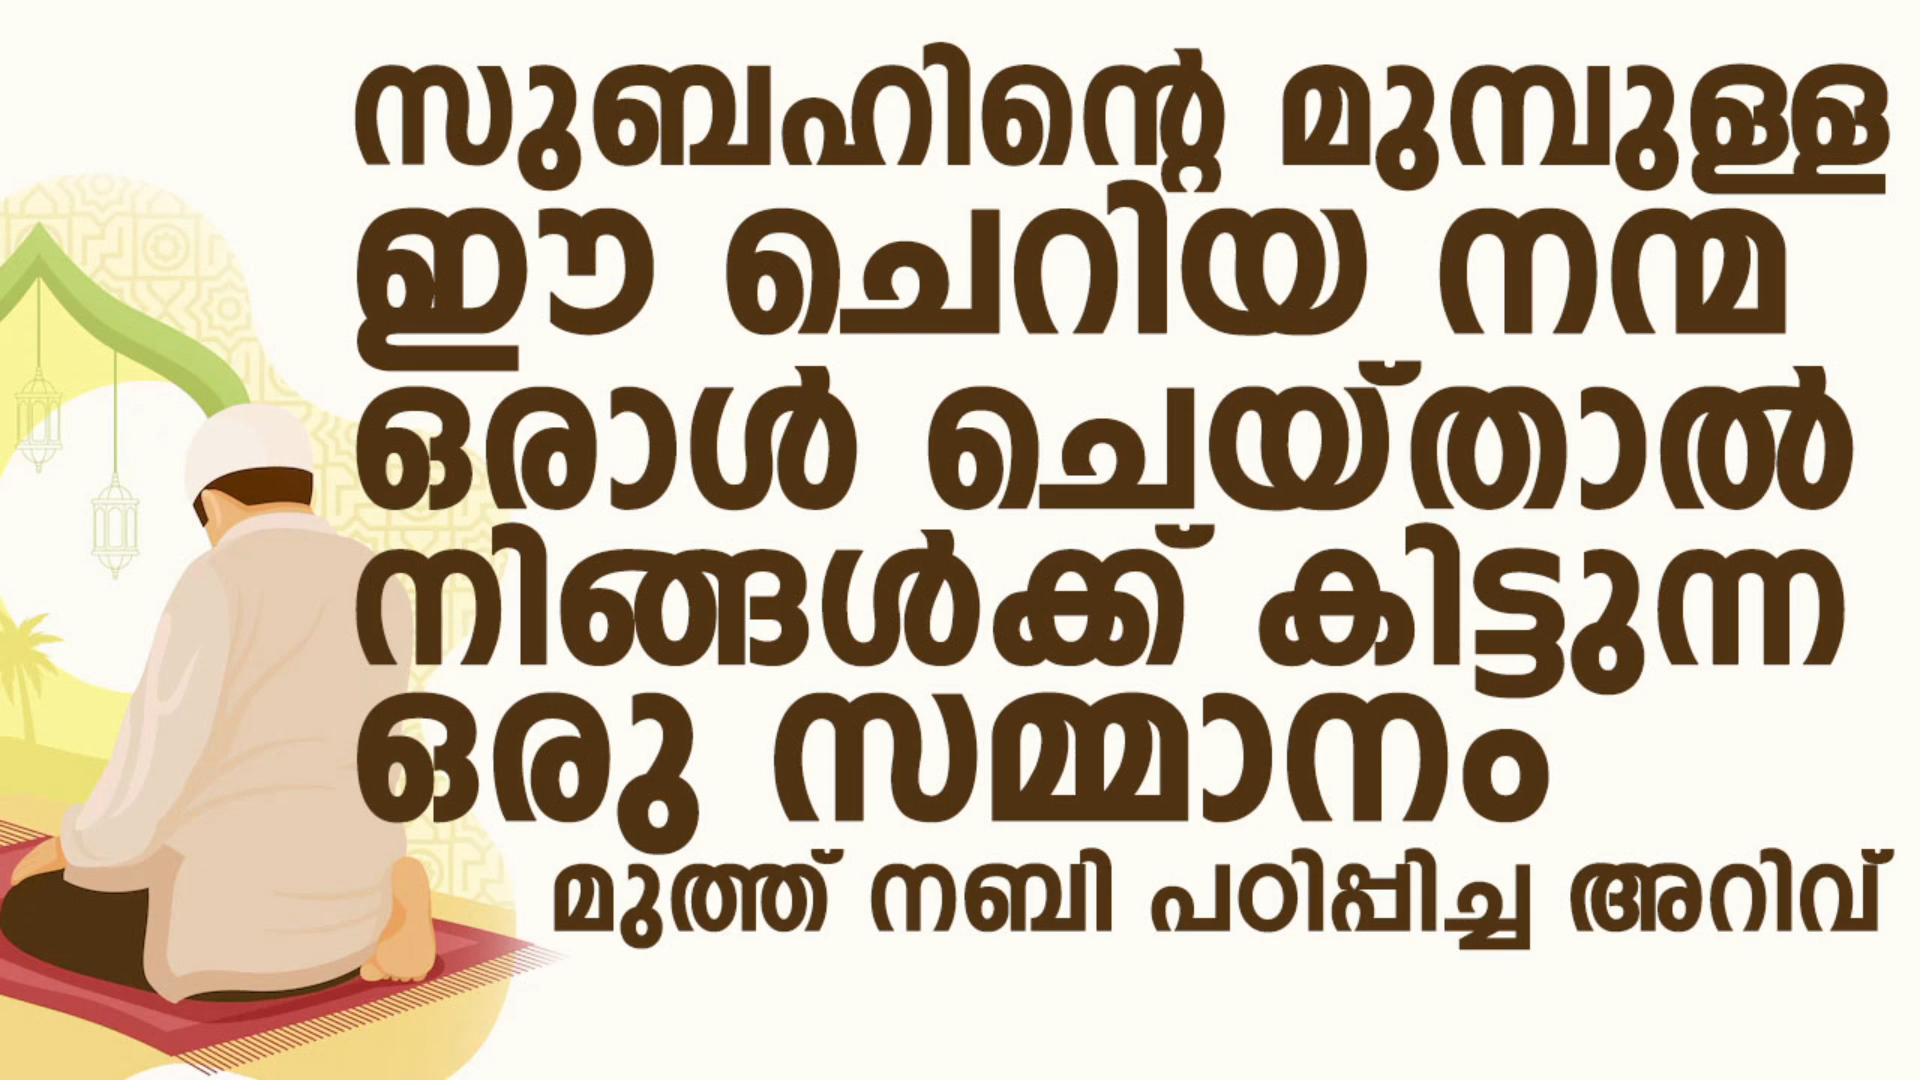 സുബഹിന്റെ മുമ്പുള്ള
ഈ ചെറിയ നന്മ
ഒരാൾ ചെയ്താൽ
നിങ്ങൾക്ക് കിട്ടുന്ന
ഒരു സമ്മാനം
മുത്ത് നബി പഠിപ്പിച്ച അറിവ്